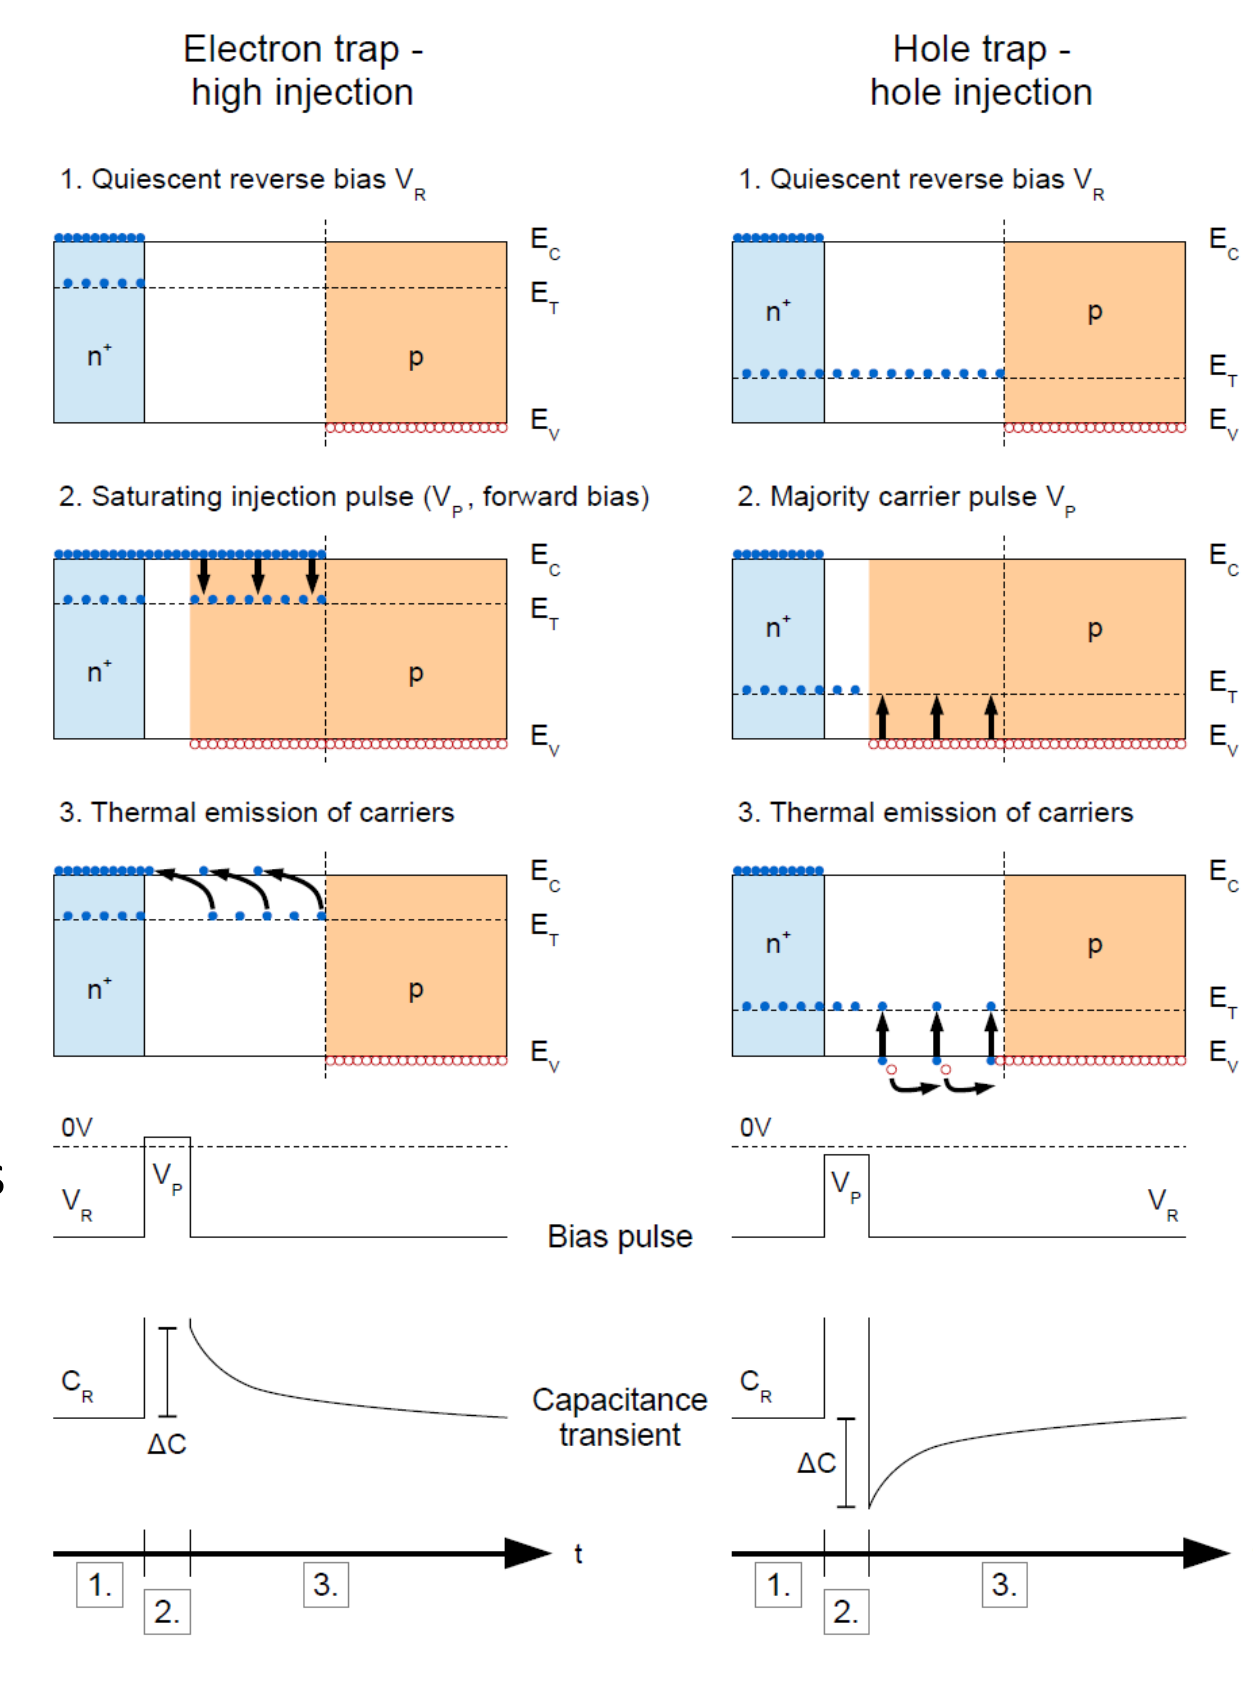 Electron trap -
high injection
1. Quiescent reverse bias V_R
E_C
E_T
n⁺
p
E_V
2. Saturating injection pulse (V_P, forward bias)
E_C
E_T
n⁺
p
E_V
3. Thermal emission of carriers
E_C
E_T
n⁺
p
E_V
0V
V_P
V_R
Bias pulse
C_R
ΔC
Capacitance
transient
t
1.
2.
3.
Hole trap -
hole injection
1. Quiescent reverse bias V_R
E_C
n⁺
p
E_T
E_V
2. Majority carrier pulse V_P
E_C
n⁺
p
E_T
E_V
3. Thermal emission of carriers
E_C
n⁺
p
E_T
E_V
0V
V_P
V_R
C_R
ΔC
1.
2.
3.